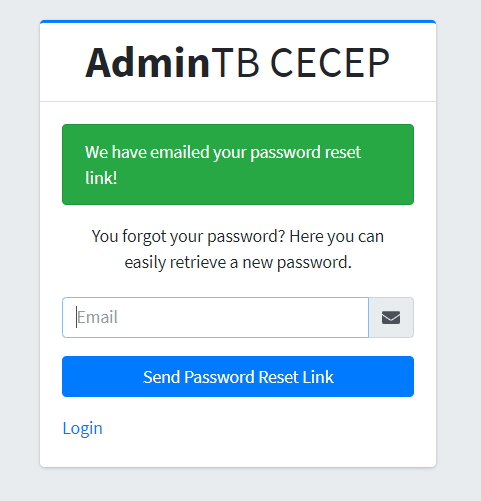 AdminTB CECEP
We have emailed your password reset
link!
You forgot your password? Here you can
easily retrieve a new password.
Email
Send Password Reset Link
Login